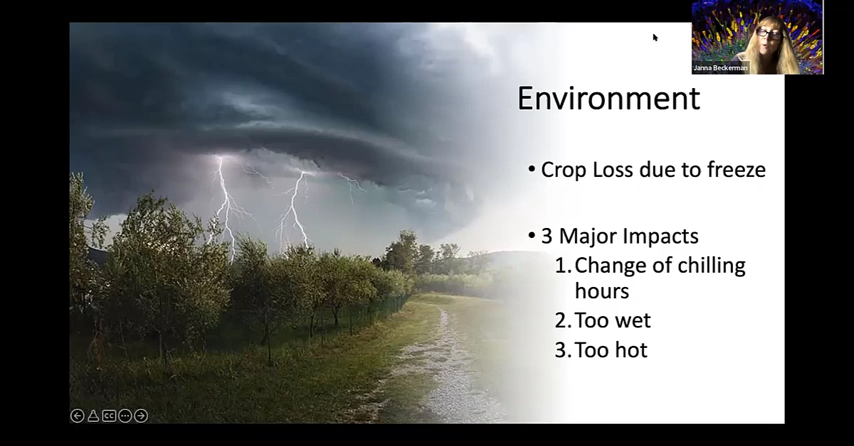 Janna Beckerman
Environment
• Crop Loss due to freeze
• 3 Major Impacts
1. Change of chilling
hours
2. Too wet
3. Too hot
CC